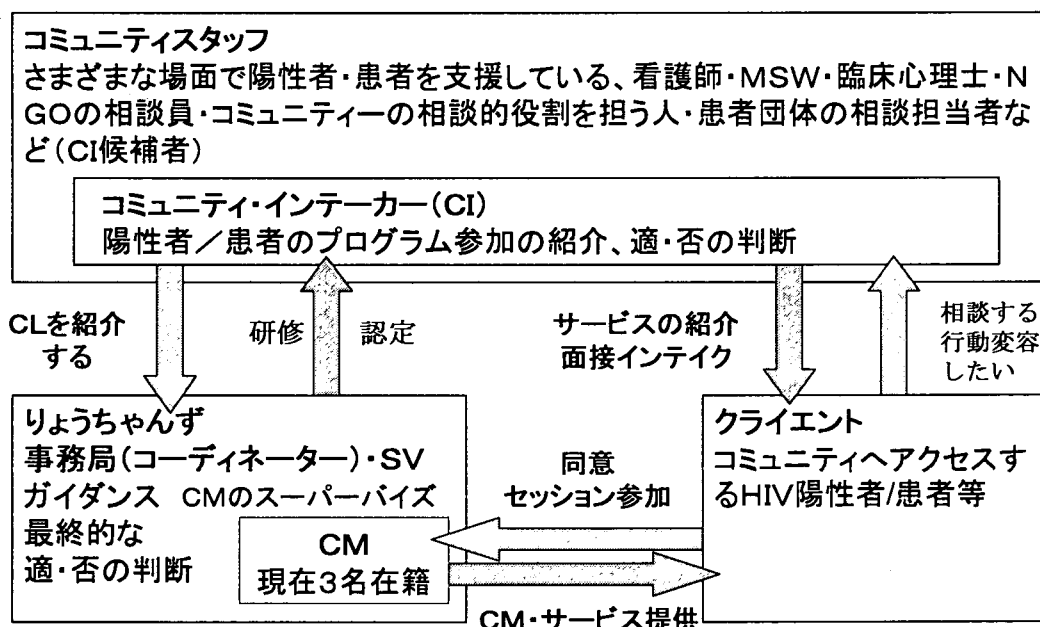 コミュニティスタッフ
さまざまな場面で陽性者・患者を支援している、看護師・MSW・臨床心理士・N
GOの相談員・コミュニティーの相談的役割を担う人・患者団体の相談担当者な
ど(CI候補者)
コミュニティ・インテーカー(CI)
陽性者/患者のプログラム参加の紹介、適・否の判断
CLを紹介
する
研修 認定
サービスの紹介
面接インテイク
相談する
行動変容
したい
りょうちゃんず
事務局(コーディネーター)・SV
ガイダンス CMのスーパーバイズ
最終的な
適・否の判断
CM
現在3名在籍
同意
セッション参加
CM・サービス提供
クライエント
コミュニティへアクセスす
るHIV陽性者/患者等